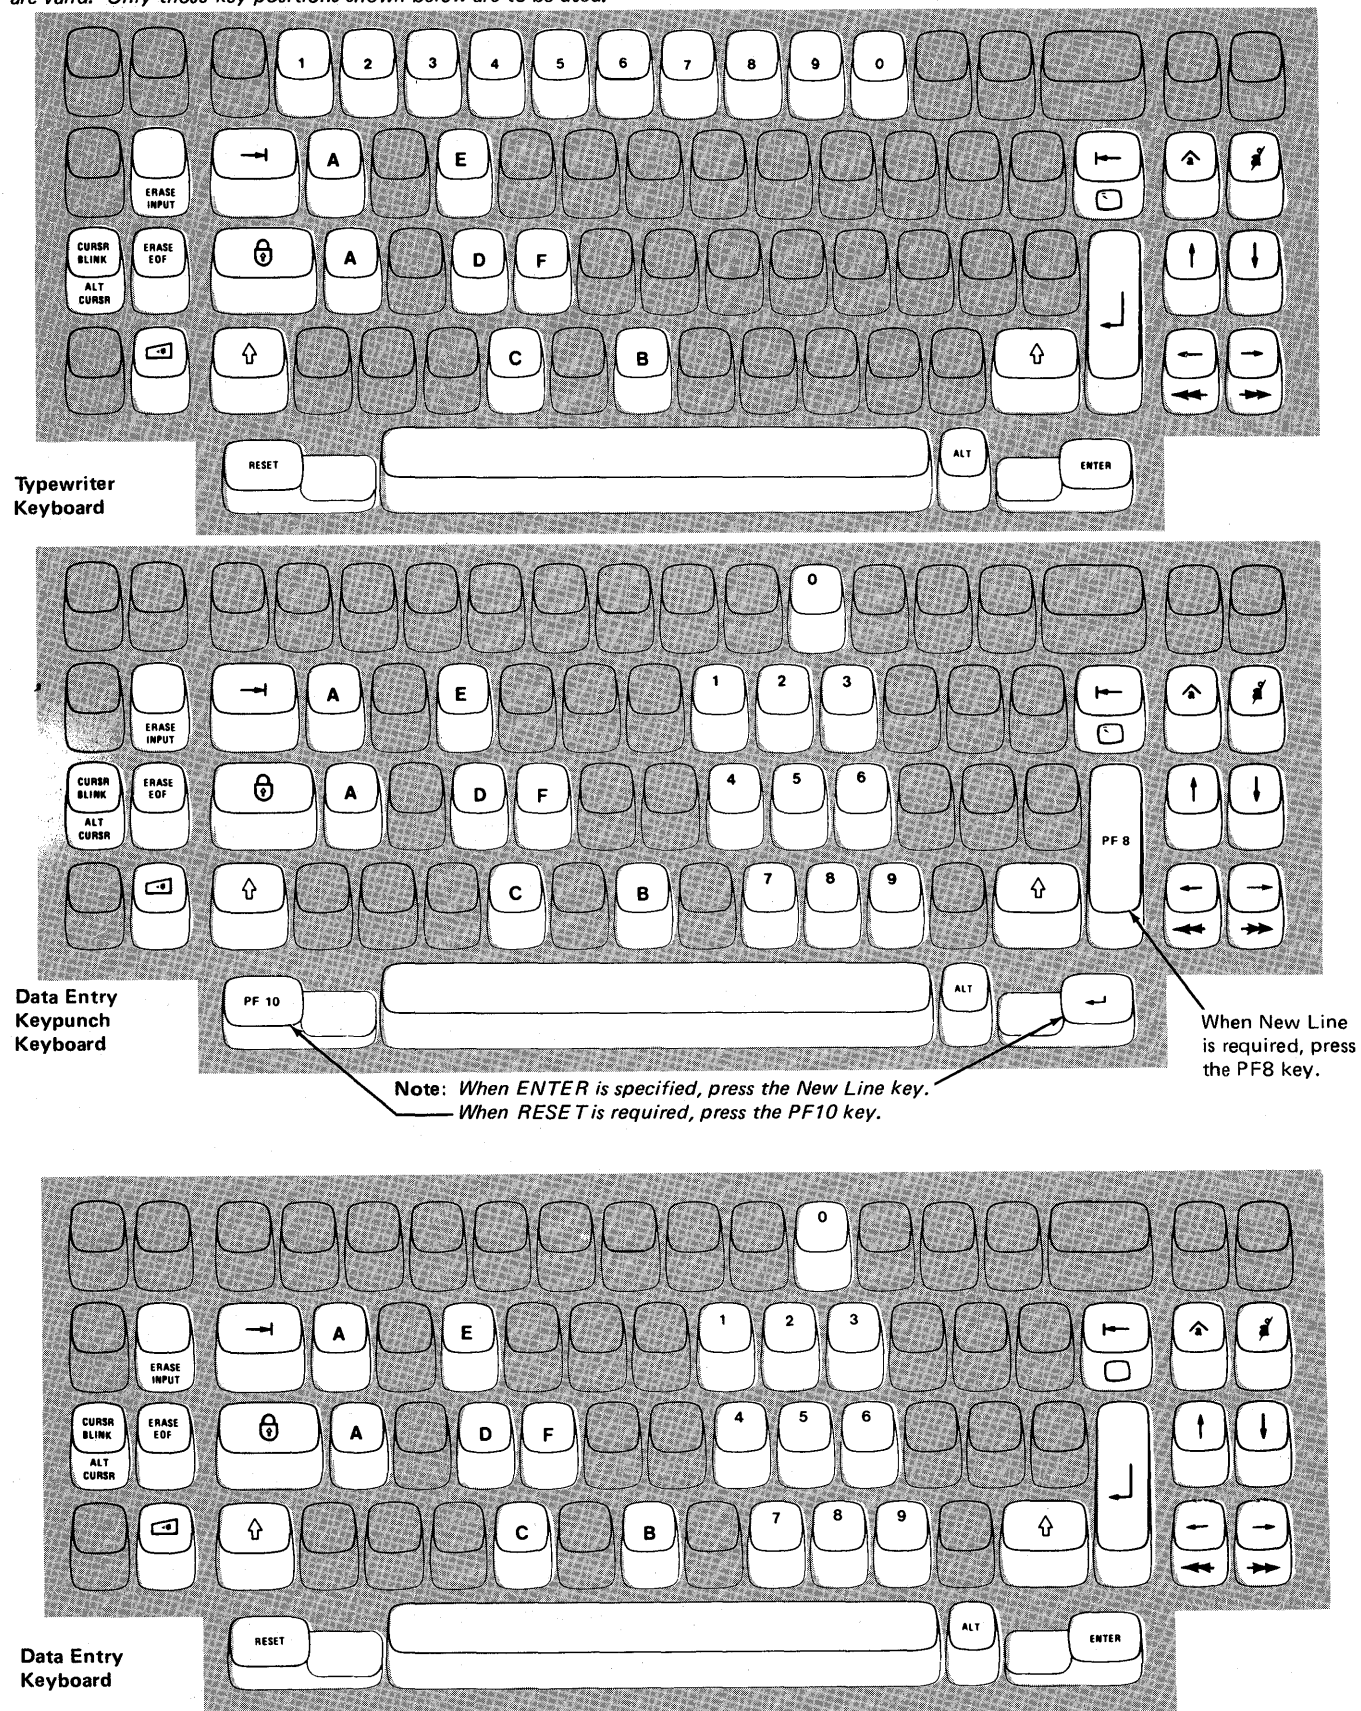 are valid. Only those key positions shown below are to be used.
1 2 3 4 5 6 7 8 9 0
A E
ERASE
INPUT
CURSR
BLINK
ALT
CURSR
ERASE
EOF
A D F
C B
RESET
ALT
ENTER
Typewriter
Keyboard
0
A E 1 2 3
ERASE
INPUT
CURSR
BLINK
ALT
CURSR
ERASE
EOF
A D F 4 5 6
PF 8
C B 7 8 9
PF 10
ALT
Data Entry
Keypunch
Keyboard
When New Line
is required, press
the PF8 key.
Note: When ENTER is specified, press the New Line key.
When RESET is required, press the PF10 key.
0
A E 1 2 3
ERASE
INPUT
CURSR
BLINK
ALT
CURSR
ERASE
EOF
A D F 4 5 6
C B 7 8 9
RESET
ALT
ENTER
Data Entry
Keyboard